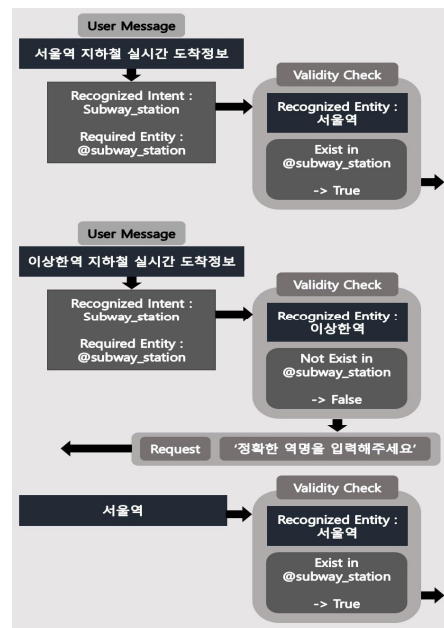 User Message
서울역 지하철 실시간 도착정보
Recognized Intent :
Subway_station
Required Entity :
@subway_station
Validity Check
Recognized Entity :
서울역
Exist in
@subway_station
-> True
User Message
이상한역 지하철 실시간 도착정보
Recognized Intent :
Subway_station
Required Entity :
@subway_station
Validity Check
Recognized Entity :
이상한역
Not Exist in
@subway_station
-> False
Request
'정확한 역명을 입력해주세요'
서울역
Validity Check
Recognized Entity :
서울역
Exist in
@subway_station
-> True